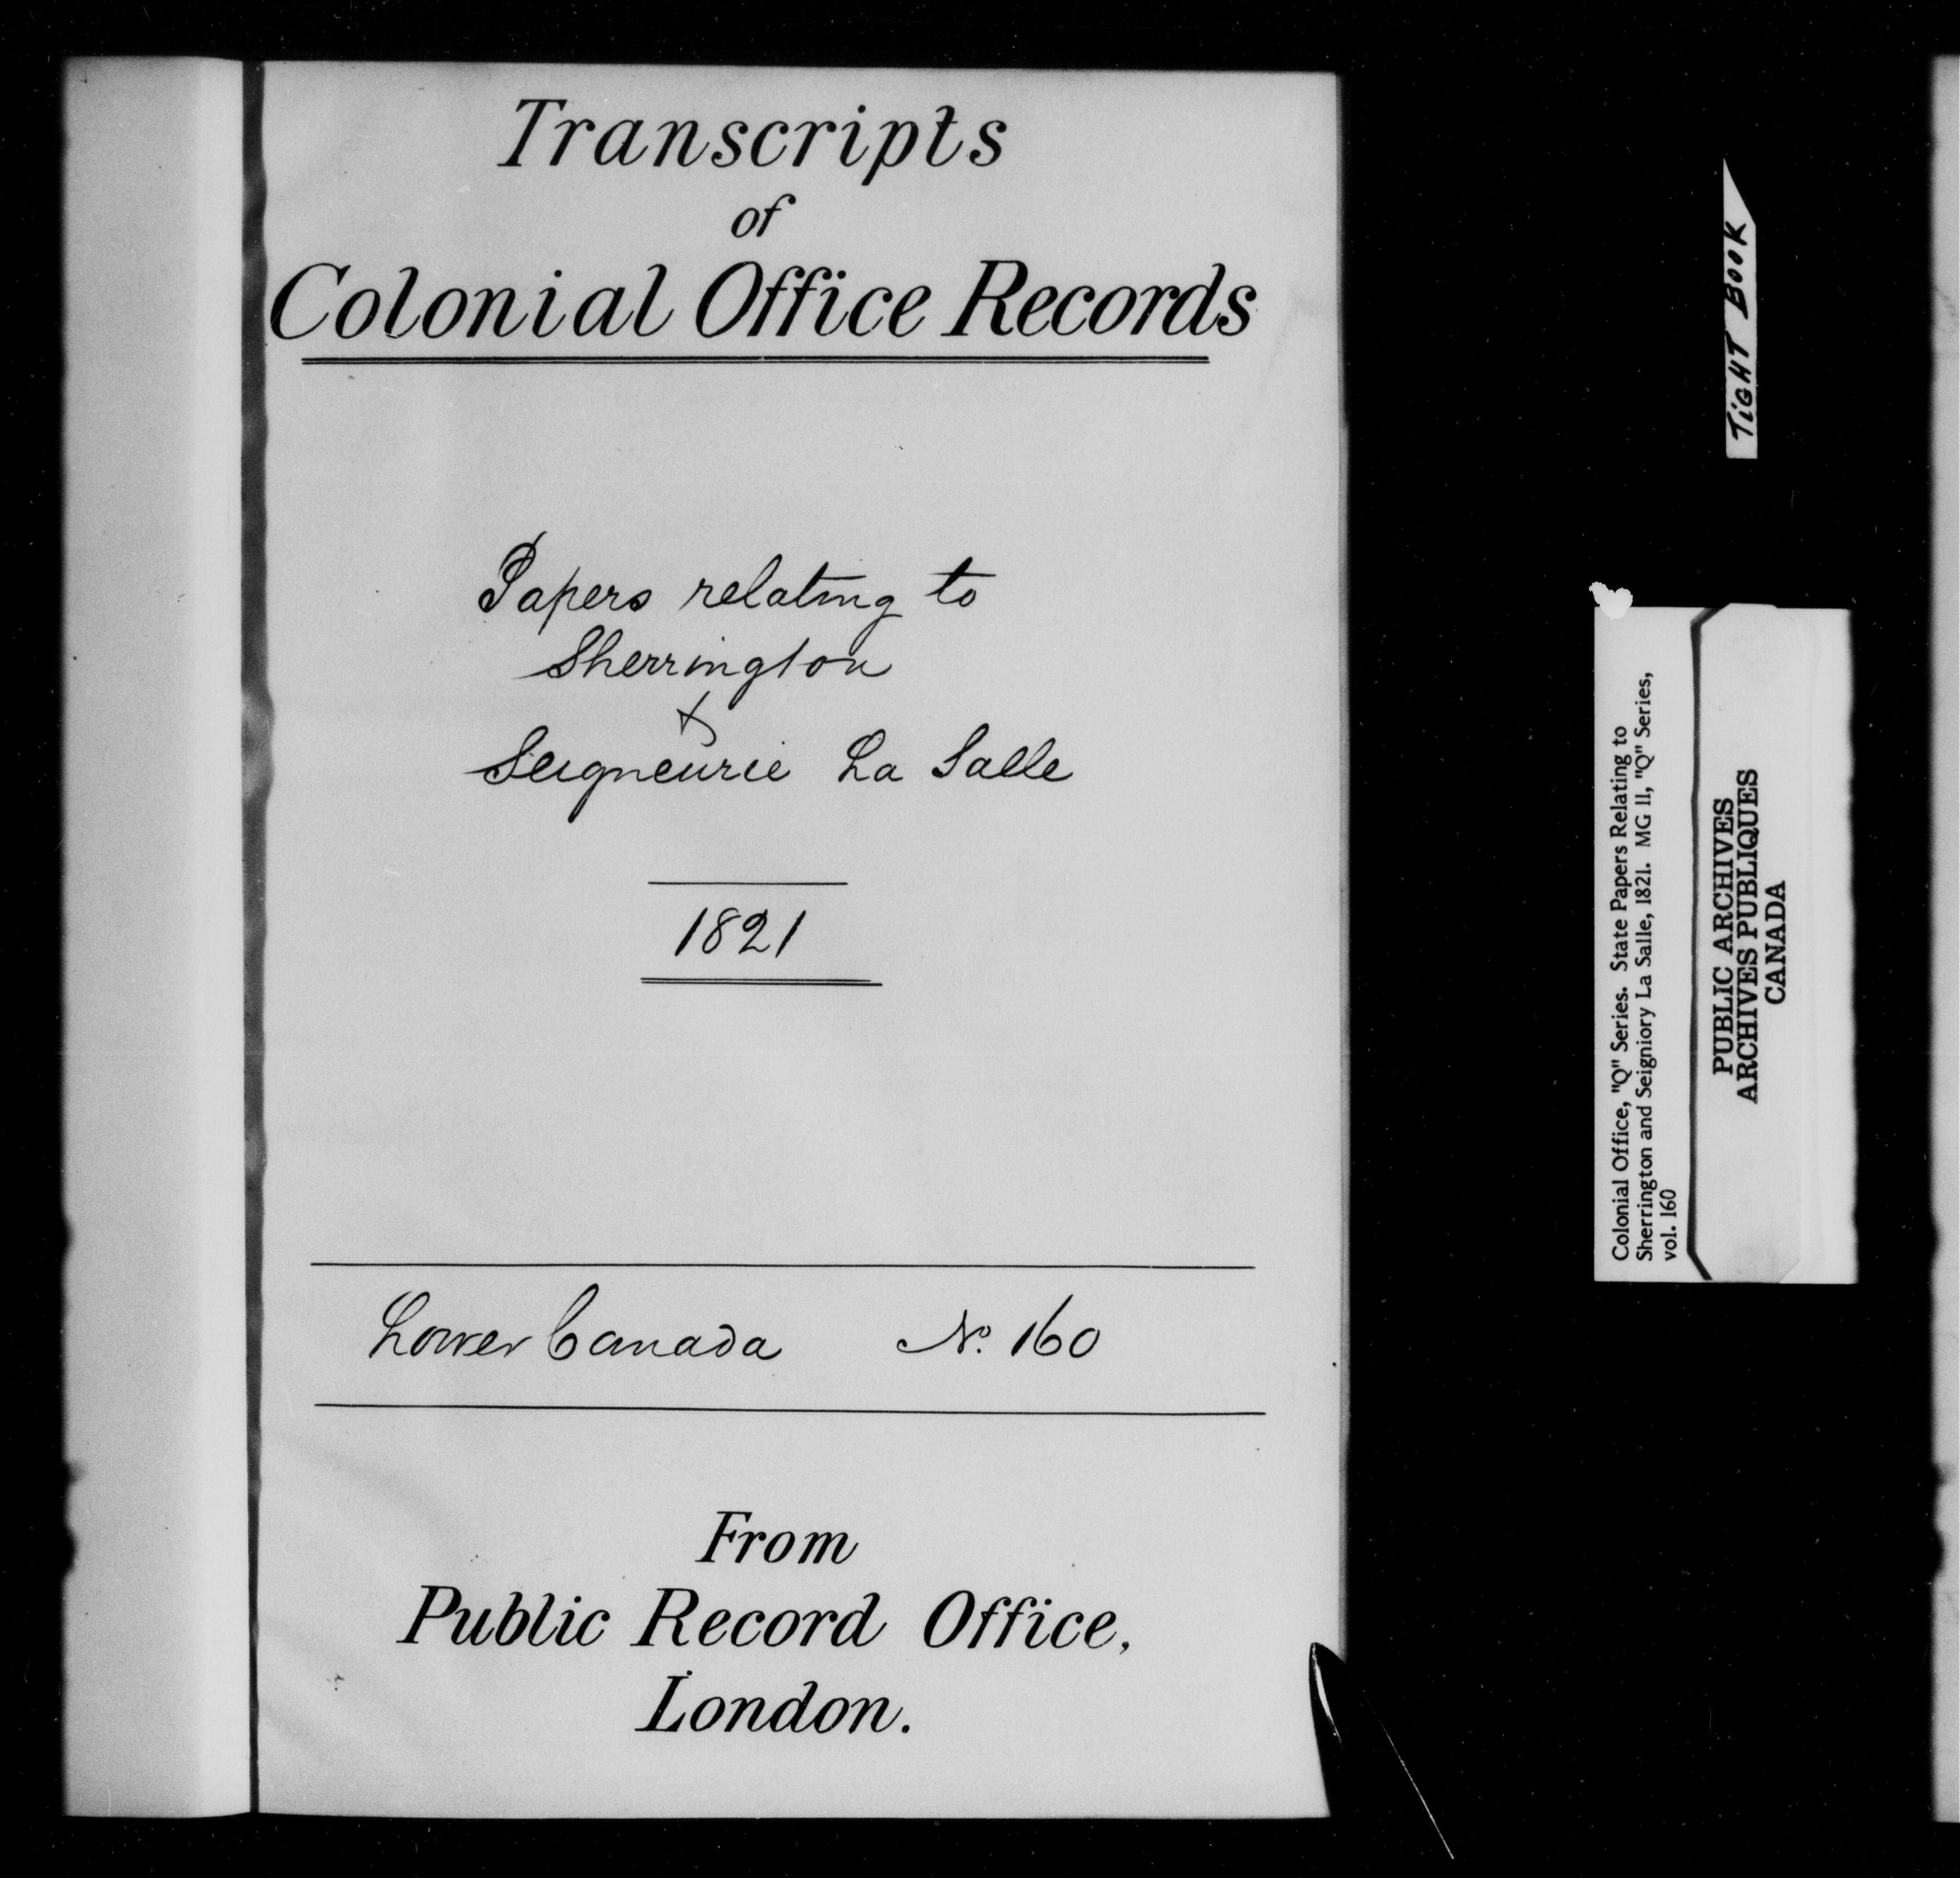 Transcripts
of
Colonial Office Records
Papers relating to
Sherrington
&
Seigneurie La Salle
1821
Lower Canada No. 160
From
Public Record Office,
London.
TIGHT BOOK
Colonial Office, "Q" Series. State Papers Relating to
Sherrington and Seigniory La Salle, 1821. MG 11, "Q" Series,
vol. 160
PUBLIC ARCHIVES
ARCHIVES PUBLIQUES
CANADA